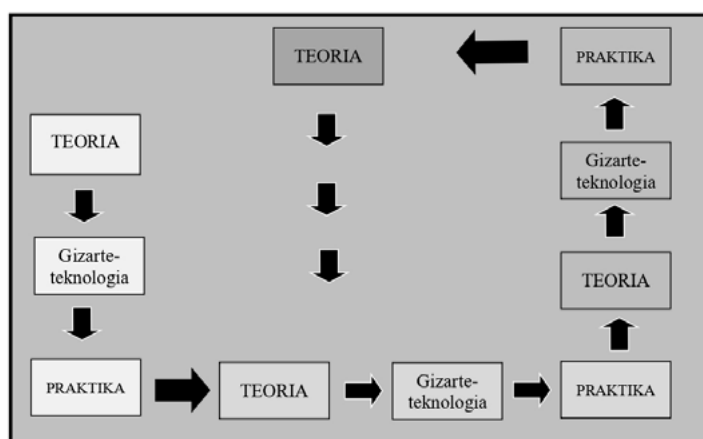 TEORIA
Gizarte-
teknologia
PRAKTIKA
TEORIA
Gizarte-
teknologia
PRAKTIKA
TEORIA
Gizarte-
teknologia
PRAKTIKA
TEORIA